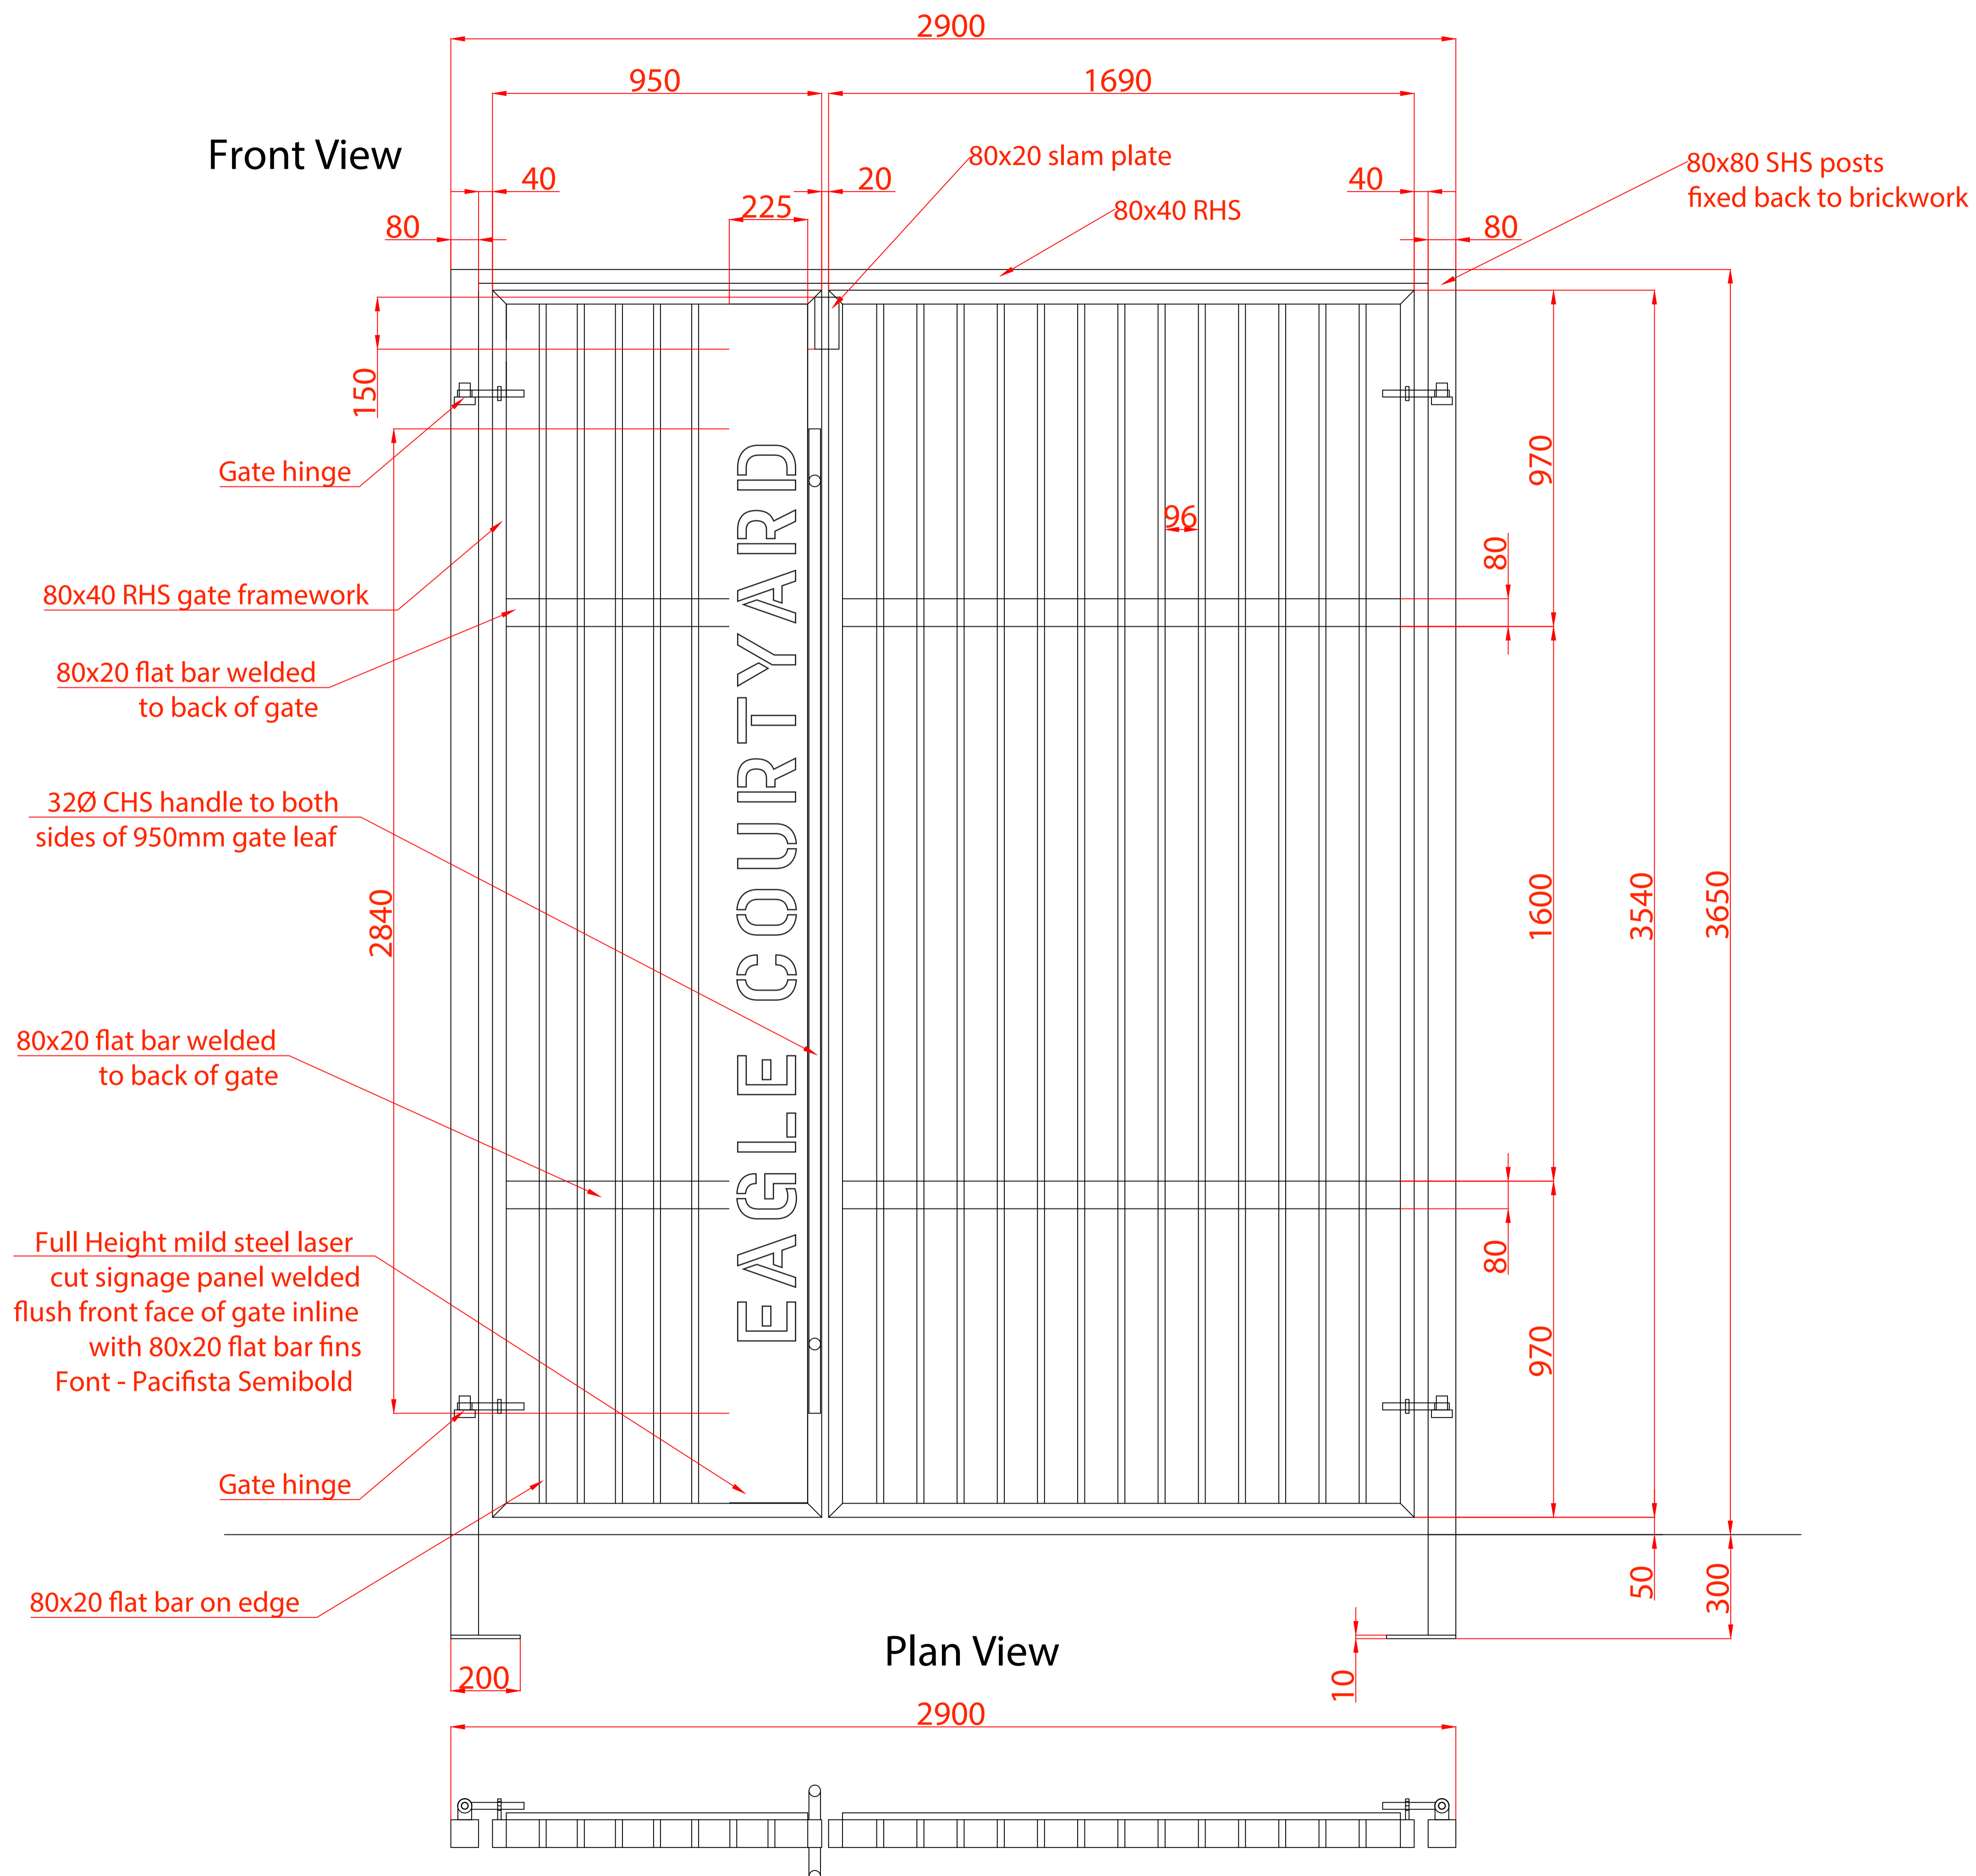 2900
950
1690
Front View
80x20 slam plate
80x80 SHS posts
fixed back to brickwork
40
20
40
225
80x40 RHS
80
80
150
Gate hinge
970
96
80
80x40 RHS gate framework
80x20 flat bar welded
to back of gate
32Ø CHS handle to both
sides of 950mm gate leaf
EAGLE COURTYARD
2840
1600
3540
3650
80x20 flat bar welded
to back of gate
80
Full Height mild steel laser
cut signage panel welded
flush front face of gate inline
with 80x20 flat bar fins
Font - Pacifista Semibold
970
Gate hinge
80x20 flat bar on edge
50
300
Plan View
200
10
2900